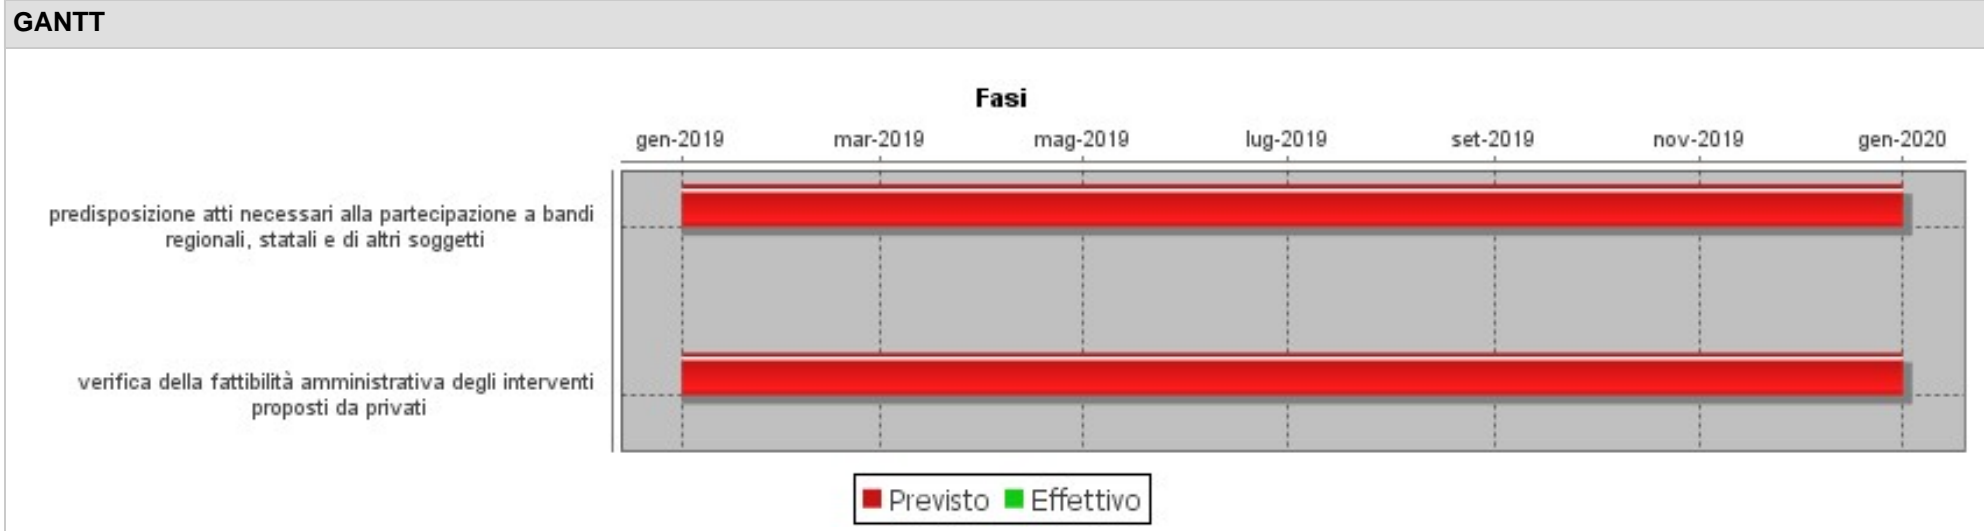 GANTT
Fasi
gen-2019 mar-2019 mag-2019 lug-2019 set-2019 nov-2019 gen-2020
predisposizione atti necessari alla partecipazione a bandi
regionali, statali e di altri soggetti
verifica della fattibilità amministrativa degli interventi
proposti da privati
Previsto Effettivo